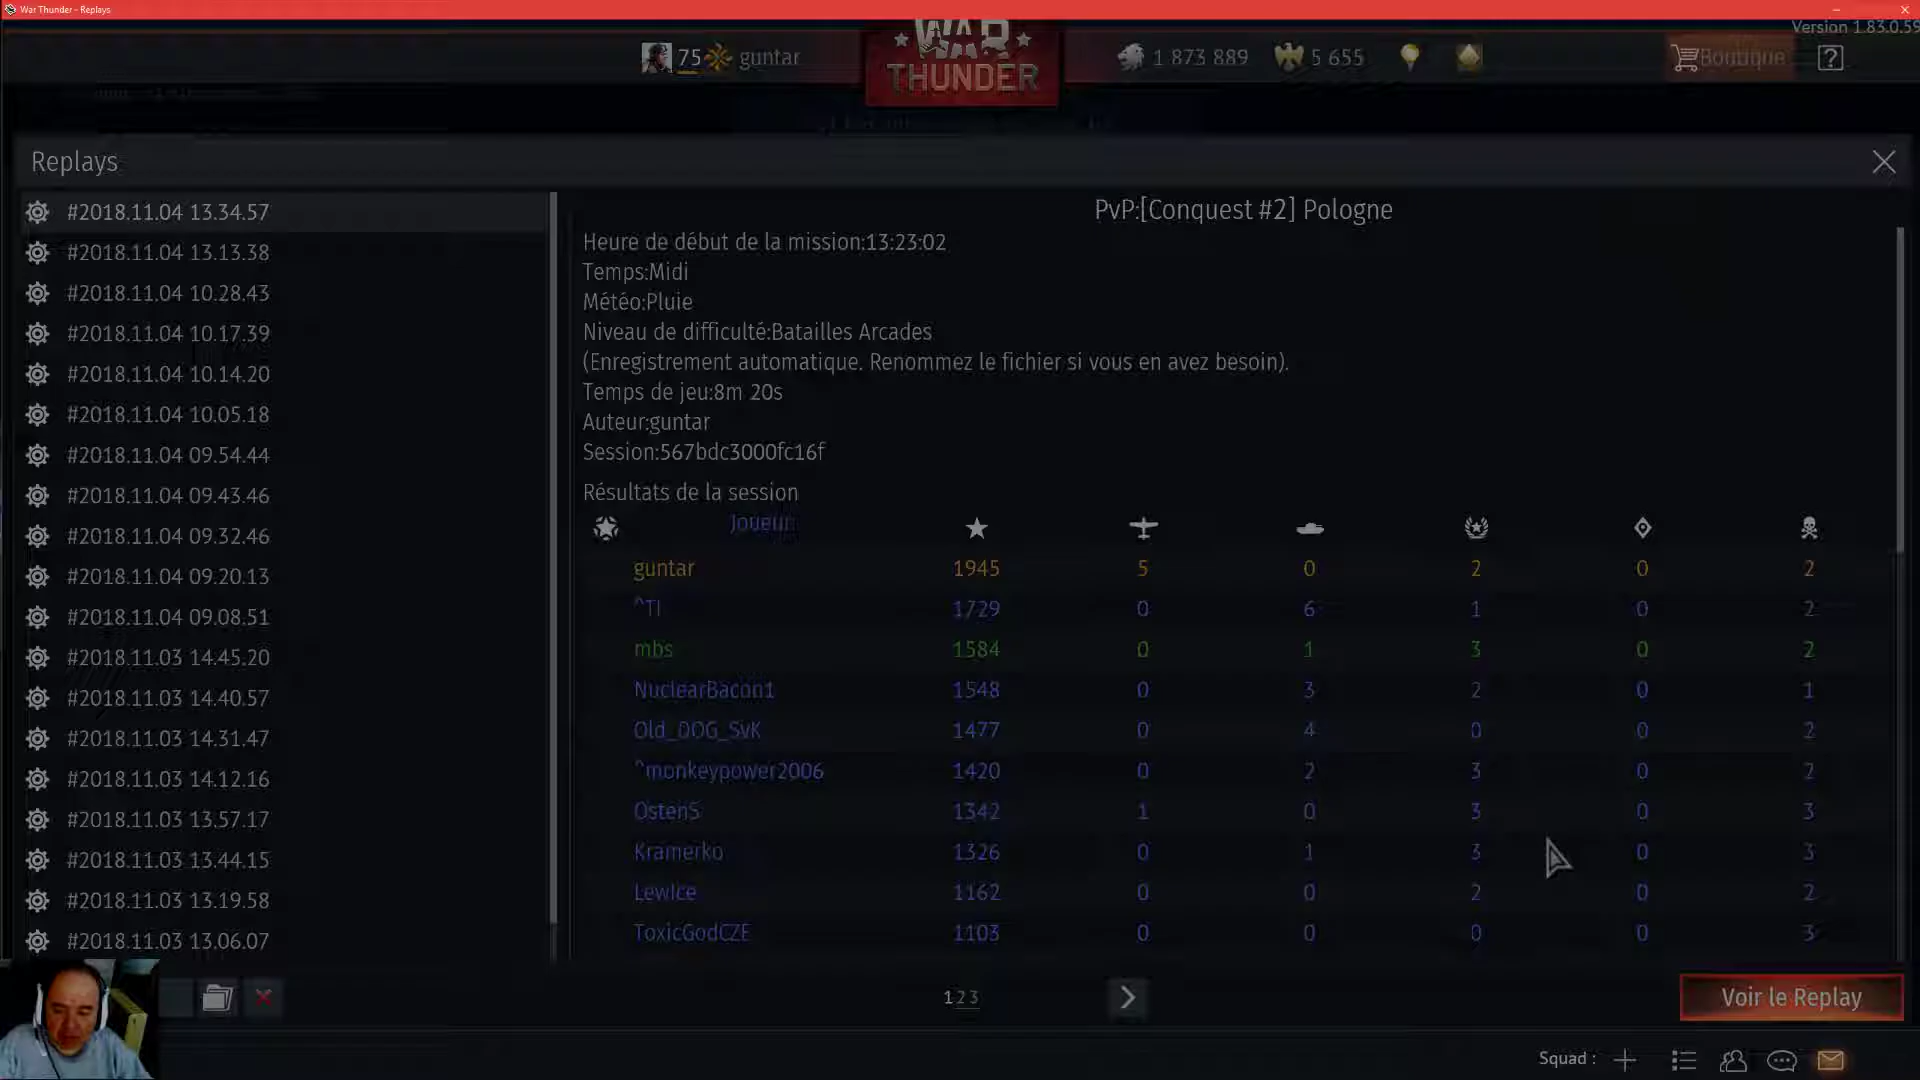 War Thunder - Replays
Version 1.83.0.59
75 guntar
WAR THUNDER
1 873 889
5 655
Boutique
?
Replays
#2018.11.04 13.34.57
#2018.11.04 13.13.38
#2018.11.04 10.28.43
#2018.11.04 10.17.39
#2018.11.04 10.14.20
#2018.11.04 10.05.18
#2018.11.04 09.54.44
#2018.11.04 09.43.46
#2018.11.04 09.32.46
#2018.11.04 09.20.13
#2018.11.04 09.08.51
#2018.11.03 14.45.20
#2018.11.03 14.40.57
#2018.11.03 14.31.47
#2018.11.03 14.12.16
#2018.11.03 13.57.17
#2018.11.03 13.44.15
#2018.11.03 13.19.58
#2018.11.03 13.06.07
PvP:[Conquest #2] Pologne
Heure de début de la mission:13:23:02
Temps:Midi
Météo:Pluie
Niveau de difficulté:Batailles Arcades
(Enregistrement automatique. Renommez le fichier si vous en avez besoin).
Temps de jeu:8m 20s
Auteur:guntar
Session:567bdc3000fc16f
Résultats de la session
Joueur
guntar 1945 5 0 2 0 2
^TI 1729 0 6 1 0 2
mbs 1584 0 1 3 0 2
NuclearBacon1 1548 0 3 2 0 1
Old_DOG_SvK 1477 0 4 0 0 2
^monkeypower2006 1420 0 2 3 0 2
Osten5 1342 1 0 3 0 3
Kramerko 1326 0 1 3 0 3
LewIce 1162 0 0 2 0 2
ToxicGodCZE 1103 0 0 0 0 3
1 2 3
Voir le Replay
Squad :